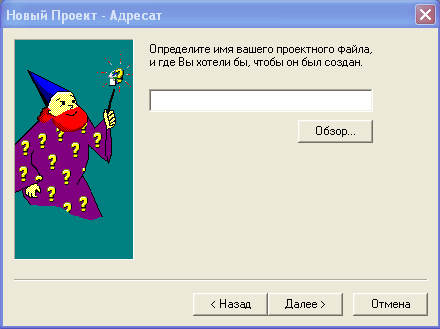 Новый Проект - Адресат
Определите имя вашего проектного файла,
и где Вы хотели бы, чтобы он был создан.
Обзор...
< Назад
Далее >
Отмена